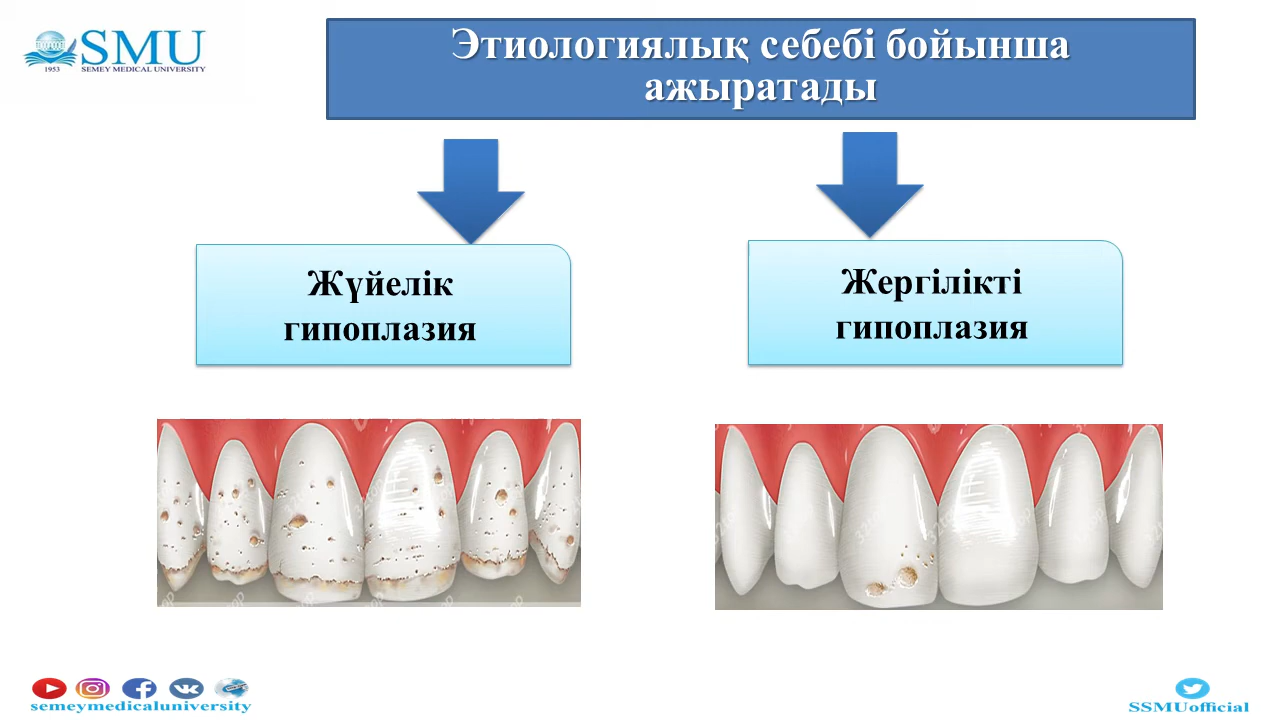 SMU
1953 SEMEY MEDICAL UNIVERSITY
Этиологиялық себебі бойынша
ажыратады
Жүйелік
гипоплазия
Жергілікті
гипоплазия
semeymedicaluniversity
SSMUofficial